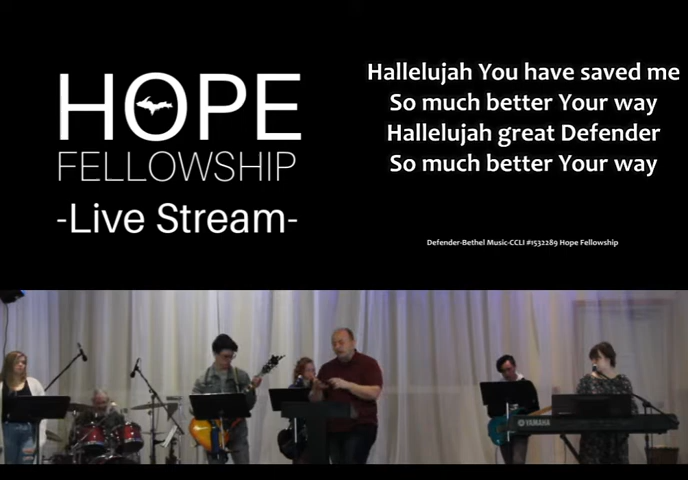 HOPE
FELLOWSHIP
-Live Stream-
Hallelujah You have saved me
So much better Your way
Hallelujah great Defender
So much better Your way
Defender-Bethel Music-CCLI #1532289 Hope Fellowship
YAMAHA